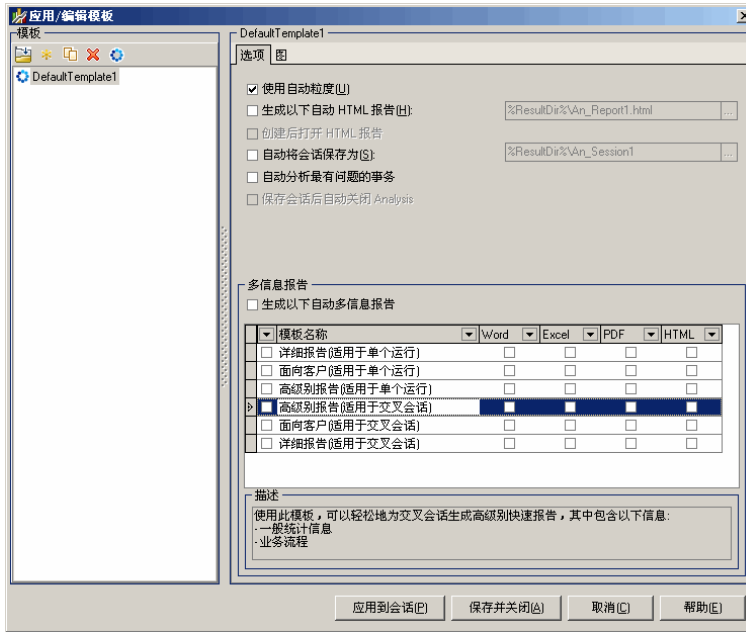 应用/编辑模板
模板
DefaultTemplate1
DefaultTemplate1
选项 图
使用自动粒度(U)
生成以下自动 HTML 报告(H): %ResultDir%\An_Report1.html ...
创建后打开 HTML 报告
自动将会话保存为(S): %ResultDir%\An_Session1 ...
自动分析最有问题的事务
保存会话后自动关闭 Analysis
多信息报告
生成以下自动多信息报告
模板名称 Word Excel PDF HTML
详细报告(适用于单个运行)
面向客户(适用于单个运行)
高级别报告(适用于单个运行)
高级别报告(适用于交叉会话)
面向客户(适用于交叉会话)
详细报告(适用于交叉会话)
描述
使用此模板，可以轻松地为交叉会话生成高级别快速报告，其中包含以下信息:
·一般统计信息
·业务流程
应用到会话(P) 保存并关闭(A) 取消(C) 帮助(E)